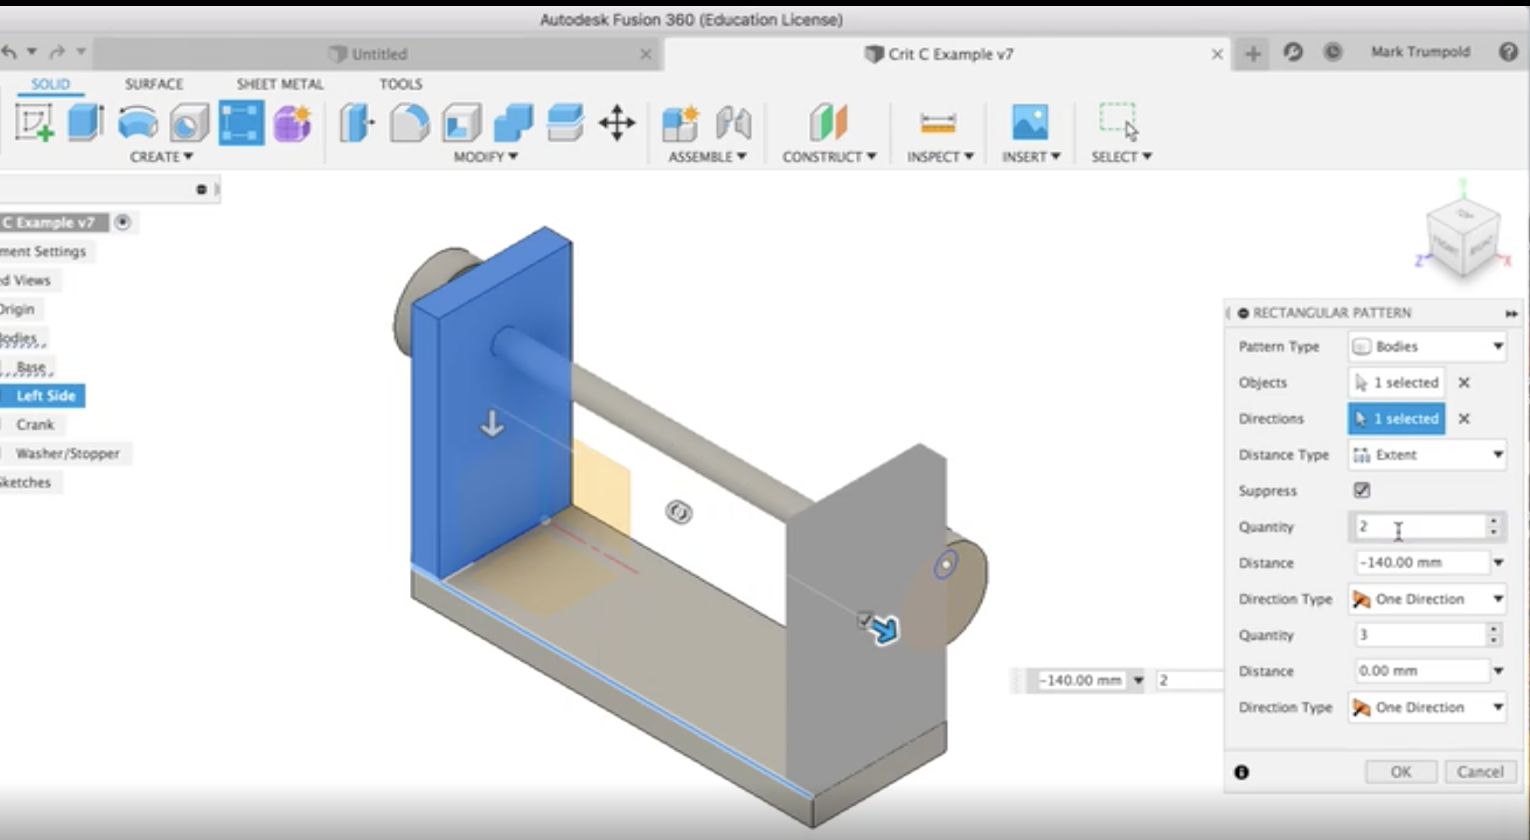 Autodesk Fusion 360 (Education License)
Untitled
Crit C Example v7
Mark Trumpold
SOLID SURFACE SHEET METAL TOOLS
CREATE MODIFY ASSEMBLE CONSTRUCT INSPECT INSERT SELECT
C Example v7
ment Settings
d Views
Origin
Bodies
Base
Left Side
Crank
Washer/Stopper
Sketches
TOP
FRONT
RIGHT
Y
Z
X
RECTANGULAR PATTERN
Pattern Type Bodies
Objects 1 selected
Directions 1 selected
Distance Type Extent
Suppress
Quantity 2
Distance -140.00 mm
Direction Type One Direction
Quantity 3
Distance 0.00 mm
Direction Type One Direction
-140.00 mm 2
OK Cancel